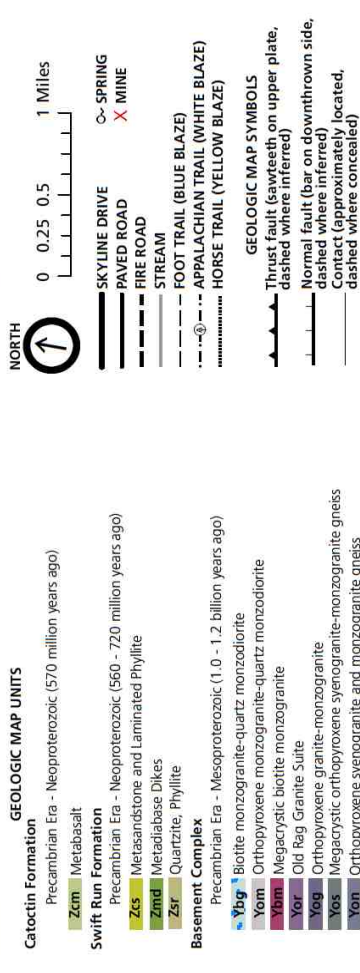 GEOLOGIC MAP UNITS
Catoctin Formation
Precambrian Era - Neoproterozoic (570 million years ago)
Zcm Metabasalt
Swift Run Formation
Precambrian Era - Neoproterozoic (560 - 720 million years ago)
Zcs Metasandstone and Laminated Phyllite
Zmd Metadiabase Dikes
Zsr Quartzite, Phyllite
Basement Complex
Precambrian Era - Mesoproterozoic (1.0 - 1.2 billion years ago)
Ybg Biotite monzogranite-quartz monzodiorite
Yom Orthopyroxene monzogranite-quartz monzodiorite
Ybm Megacrystic biotite monzogranite
Yor Old Rag Granite Suite
Yog Orthopyroxene granite-monzogranite
Yos Megacrystic orthopyroxene syenogranite-monzogranite gneiss
Yon Orthopyroxene syenogranite and monzogranite gneiss
NORTH
0 0.25 0.5 1 Miles
SKYLINE DRIVE
PAVED ROAD
FIRE ROAD
STREAM
FOOT TRAIL (BLUE BLAZE)
APPALACHIAN TRAIL (WHITE BLAZE)
HORSE TRAIL (YELLOW BLAZE)
SPRING
MINE
GEOLOGIC MAP SYMBOLS
Thrust fault (sawteeth on upper plate,
dashed where inferred)
Normal fault (bar on downthrown side,
dashed where inferred)
Contact (approximately located,
dashed where concealed)